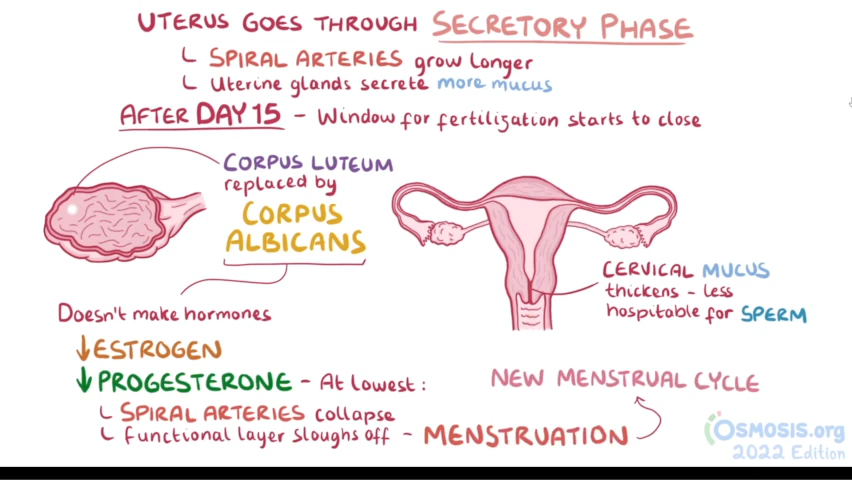 UTERUS GOES THROUGH SECRETORY PHASE
SPIRAL ARTERIES grow longer
Uterine glands secrete more mucus
AFTER DAY 15 – Window for fertilization starts to close
CORPUS LUTEUM
replaced by
CORPUS
ALBICANS
CERVICAL MUCUS
thickens – less
hospitable for SPERM
Doesn't make hormones
↓ESTROGEN
↓PROGESTERONE – At lowest:
SPIRAL ARTERIES collapse
Functional layer sloughs off – MENSTRUATION
NEW MENSTRUAL CYCLE
OSMOSIS.org
2022 Edition